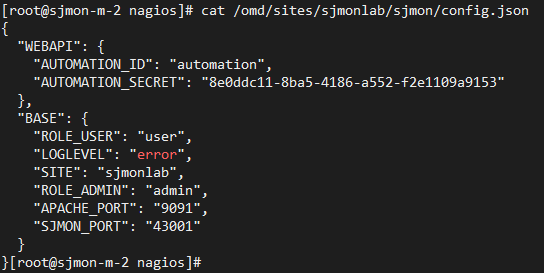 [root@sjmon-m-2 nagios]# cat /omd/sites/sjmonlab/sjmon/config.json
{
  "WEBAPI": {
    "AUTOMATION_ID": "automation",
    "AUTOMATION_SECRET": "8e0ddc11-8ba5-4186-a552-f2e1109a9153"
  },
  "BASE": {
    "ROLE_USER": "user",
    "LOGLEVEL": "error",
    "SITE": "sjmonlab",
    "ROLE_ADMIN": "admin",
    "APACHE_PORT": "9091",
    "SJMON_PORT": "43001"
  }
}[root@sjmon-m-2 nagios]#